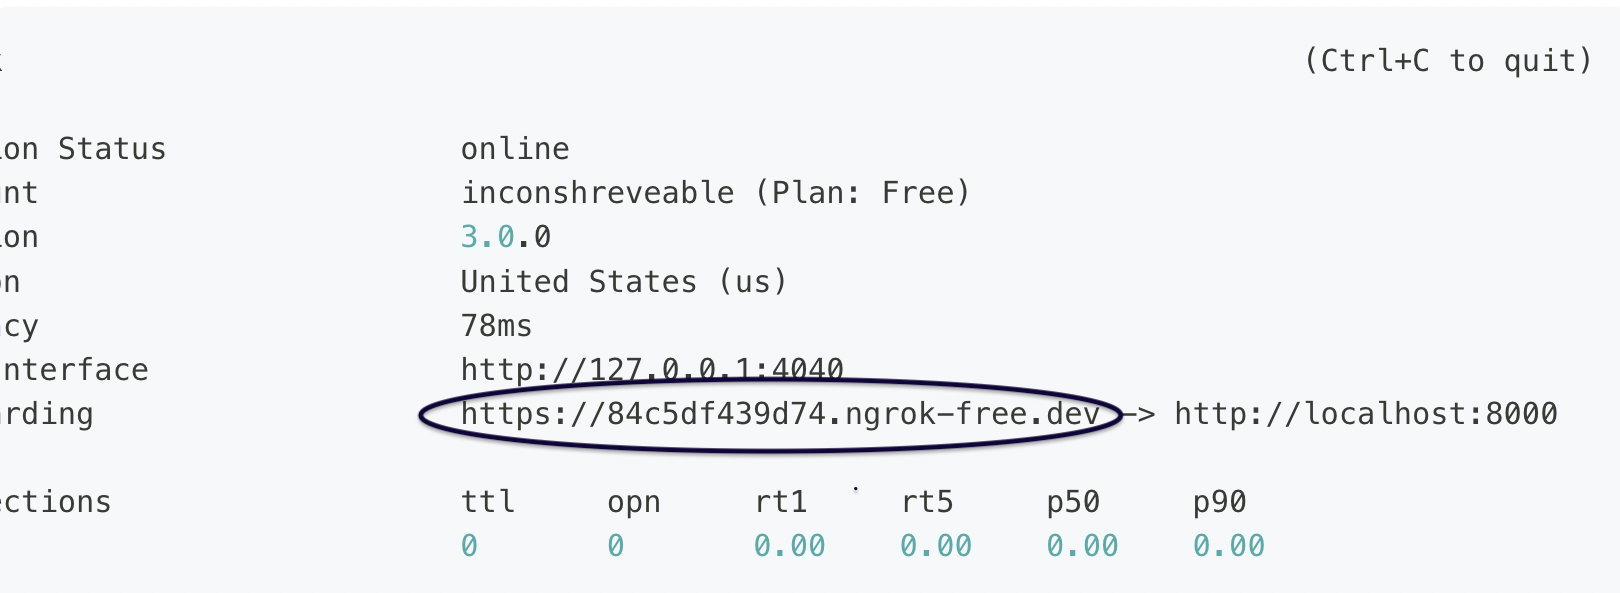 (Ctrl+C to quit)
ion Status online
nt inconshreveable (Plan: Free)
ion 3.0.0
n United States (us)
cy 78ms
nterface http://127.0.0.1:4040
rding https://84c5df439d74.ngrok-free.dev -> http://localhost:8000
ections ttl opn rt1 rt5 p50 p90
0 0 0.00 0.00 0.00 0.00